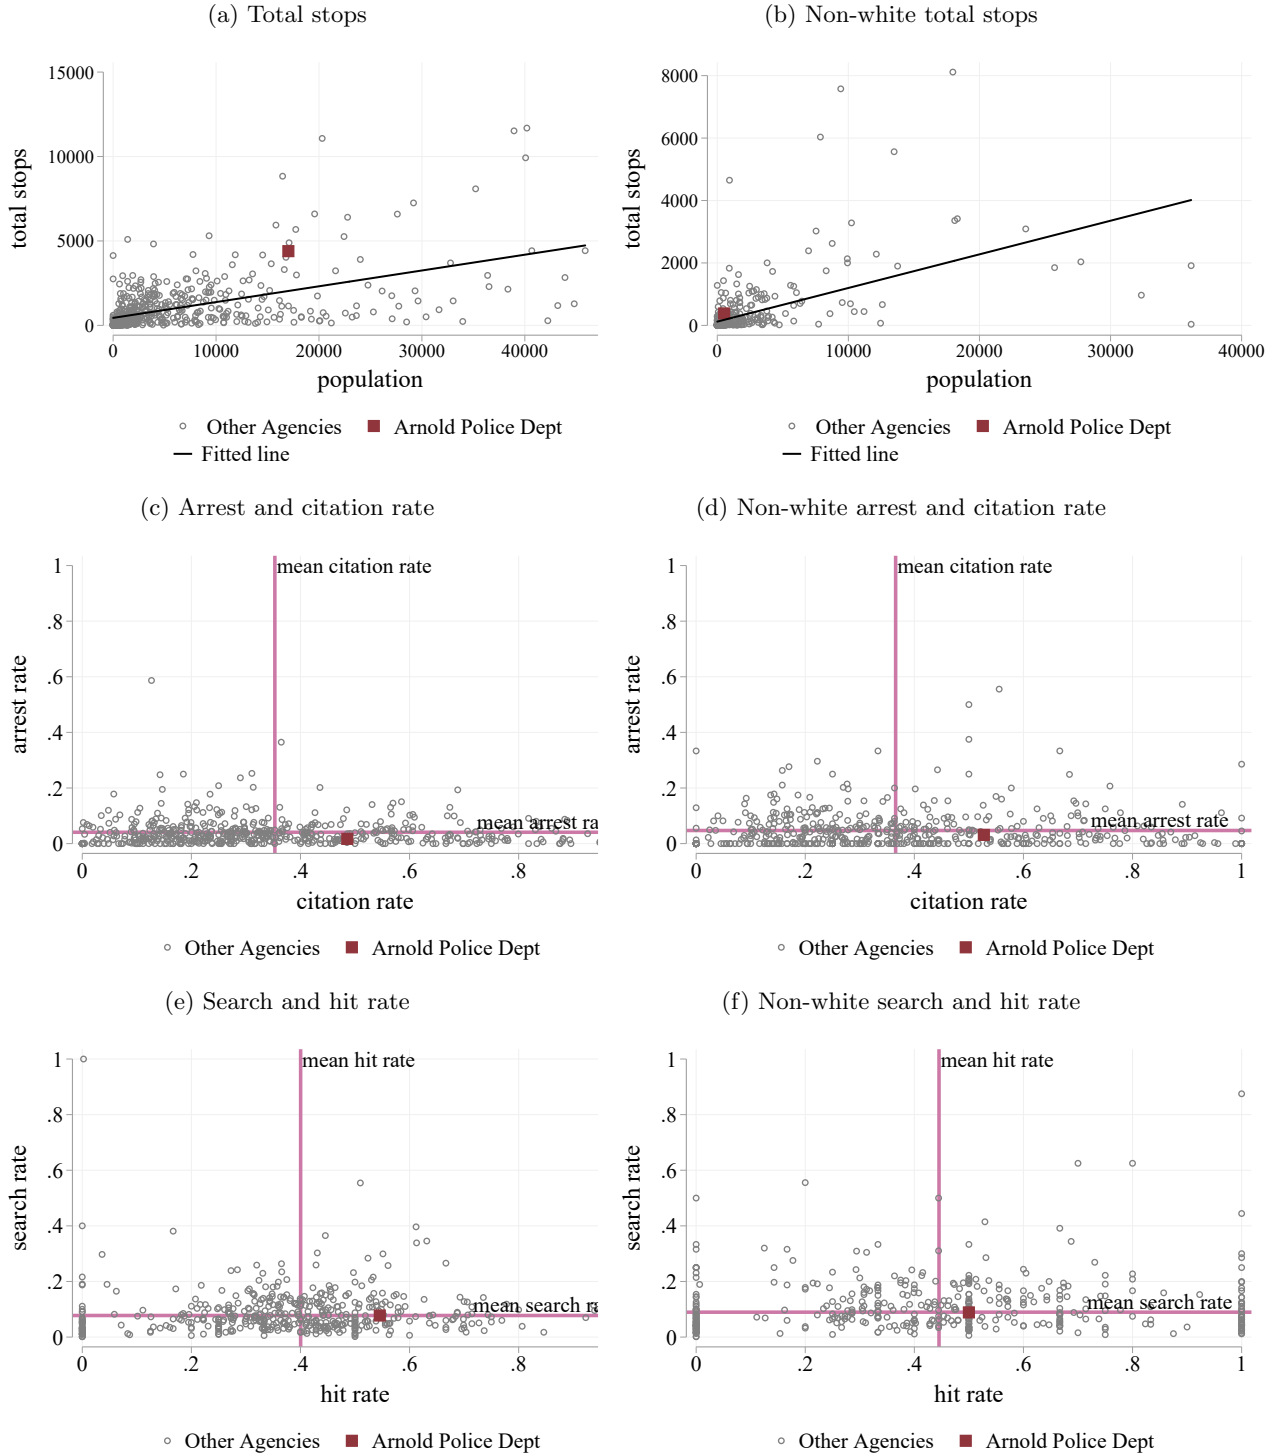 (a) Total stops
(b) Non-white total stops
15000
10000
5000
0
total stops
0 10000 20000 30000 40000
population
Other Agencies Arnold Police Dept
Fitted line
8000
6000
4000
2000
0
total stops
0 10000 20000 30000 40000
population
Other Agencies Arnold Police Dept
Fitted line
(c) Arrest and citation rate
(d) Non-white arrest and citation rate
mean citation rate
1
.8
.6
.4
.2
0
arrest rate
mean arrest ra
0 .2 .4 .6 .8
citation rate
Other Agencies Arnold Police Dept
mean citation rate
1
.8
.6
.4
.2
0
arrest rate
mean arrest rate
0 .2 .4 .6 .8 1
citation rate
Other Agencies Arnold Police Dept
(e) Search and hit rate
(f) Non-white search and hit rate
mean hit rate
1
.8
.6
.4
.2
0
search rate
mean search ra
0 .2 .4 .6 .8
hit rate
Other Agencies Arnold Police Dept
mean hit rate
1
.8
.6
.4
.2
0
search rate
mean search rate
0 .2 .4 .6 .8 1
hit rate
Other Agencies Arnold Police Dept